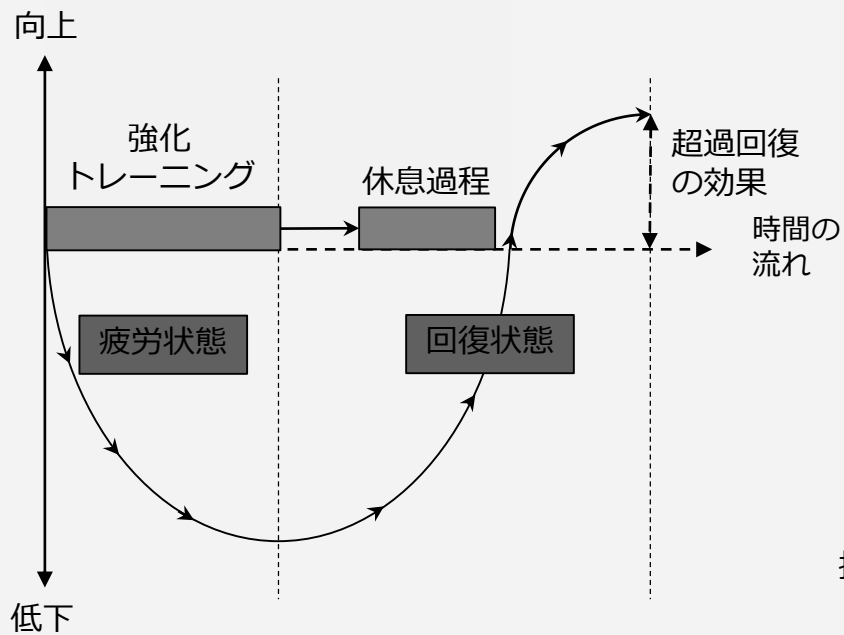 向上
強化
トレーニング
休息過程
超過回復
の効果
時間の
流れ
疲労状態
回復状態
低下